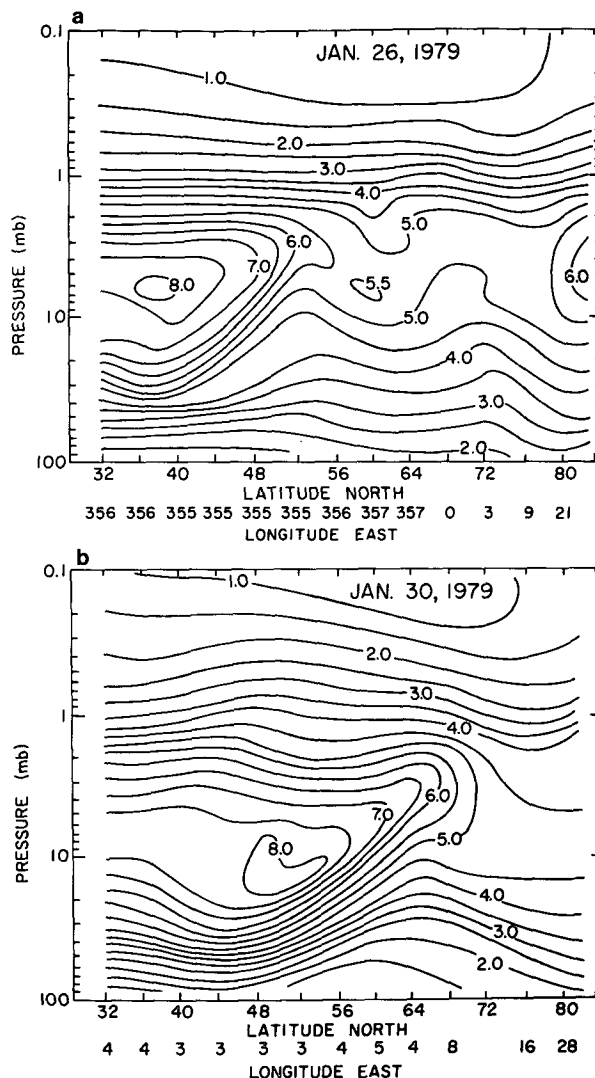 a
JAN. 26, 1979
0.1
1.0
2.0
3.0
1
4.0
5.0
6.0
7.0
6.0
8.0
5.5
5.0
10
4.0
3.0
2.0
100
PRESSURE (mb)
32 40 48 56 64 72 80
LATITUDE NORTH
356 356 355 355 355 355 356 357 357 0 3 9 21
LONGITUDE EAST
b
JAN. 30, 1979
0.1
1.0
2.0
3.0
1
4.0
6.0
7.0
5.0
8.0
10
4.0
3.0
2.0
100
PRESSURE (mb)
32 40 48 56 64 72 80
LATITUDE NORTH
4 4 3 3 3 3 4 5 4 8 16 28
LONGITUDE EAST